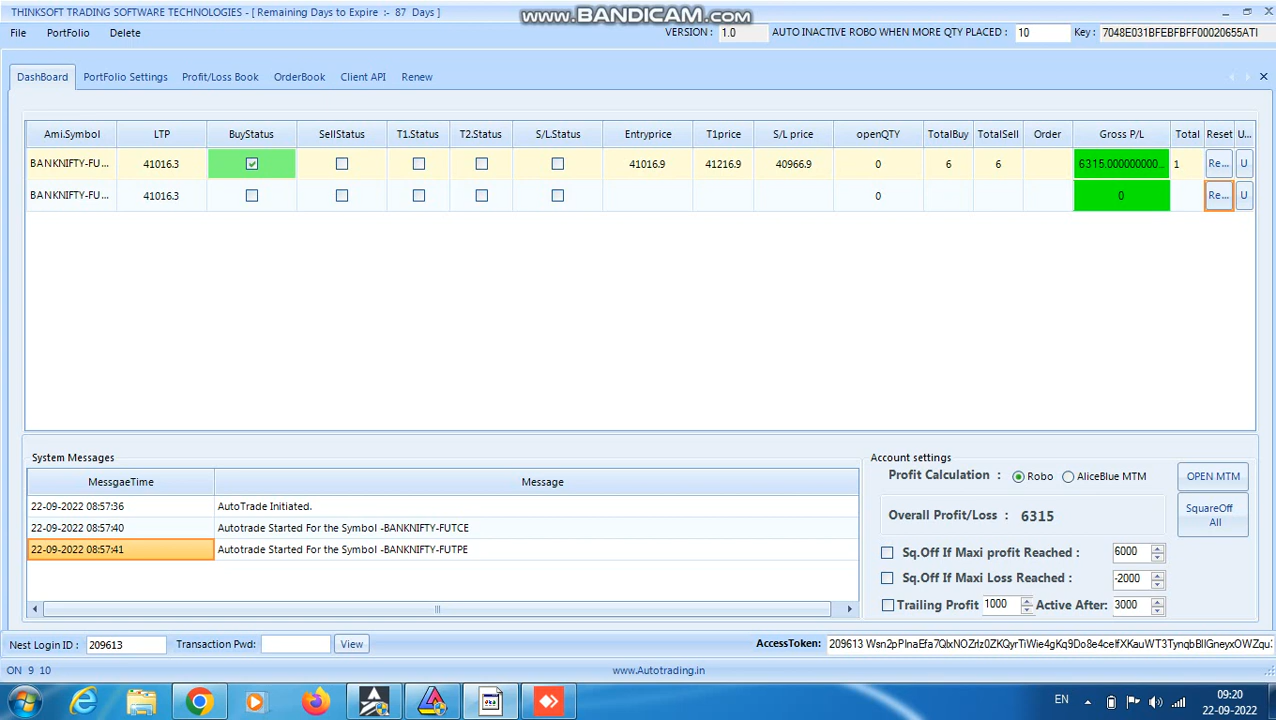 THINKSOFT TRADING SOFTWARE TECHNOLOGIES - [ Remaining Days to Expire :- 87 Days ]
www.BANDICAM.com
File PortFolio Delete
VERSION : 1.0 AUTO INACTIVE ROBO WHEN MORE QTY PLACED : 10 Key : 7048E031BFEBFBFF00020655ATI
DashBoard PortFolio Settings Profit/Loss Book OrderBook Client API Renew
Ami.Symbol LTP BuyStatus SellStatus T1.Status T2.Status S/L.Status Entryprice T1price S/L price openQTY TotalBuy TotalSell Order Gross P/L Total Reset U...
BANKNIFTY-FU... 41016.3 41016.9 41216.9 40966.9 0 6 6 6315.000000000... 1 Re... U
BANKNIFTY-FU... 41016.3 0 0 Re... U
System Messages
MessgaeTime Message
22-09-2022 08:57:36 AutoTrade Initiated.
22-09-2022 08:57:40 Autotrade Started For the Symbol -BANKNIFTY-FUTCE
22-09-2022 08:57:41 Autotrade Started For the Symbol -BANKNIFTY-FUTPE
Account settings
Profit Calculation : Robo AliceBlue MTM OPEN MTM
Overall Profit/Loss : 6315
SquareOff
All
Sq.Off If Maxi profit Reached : 6000
Sq.Off If Maxi Loss Reached : -2000
Trailing Profit 1000 Active After: 3000
Nest Login ID : 209613 Transaction Pwd: View
AccessToken: 209613
ON 9 10
www.Autotrading.in
EN
09:20
22-09-2022